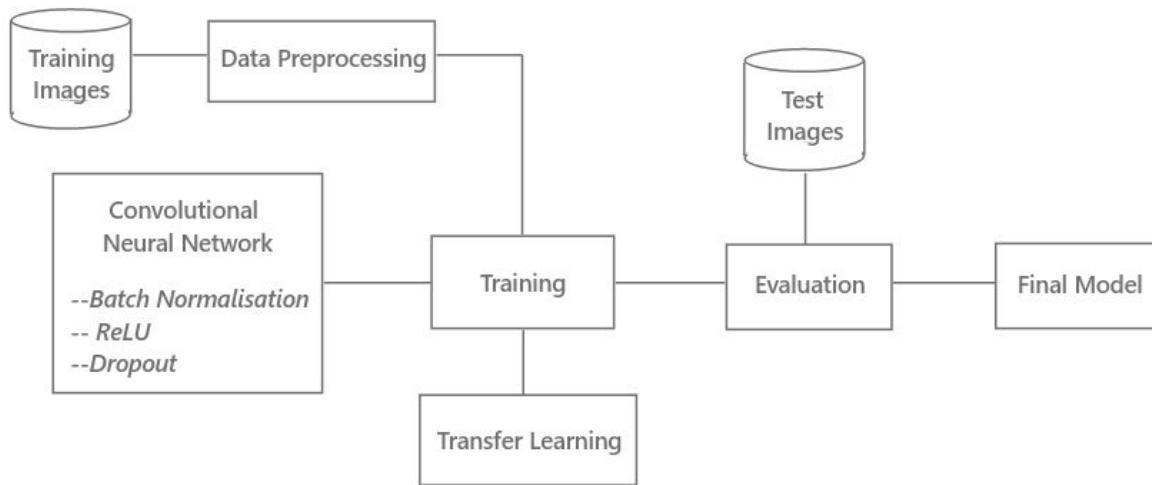 Training
Images
Data Preprocessing
Test
Images
Convolutional
Neural Network
--Batch Normalisation
-- ReLU
--Dropout
Training
Evaluation
Final Model
Transfer Learning